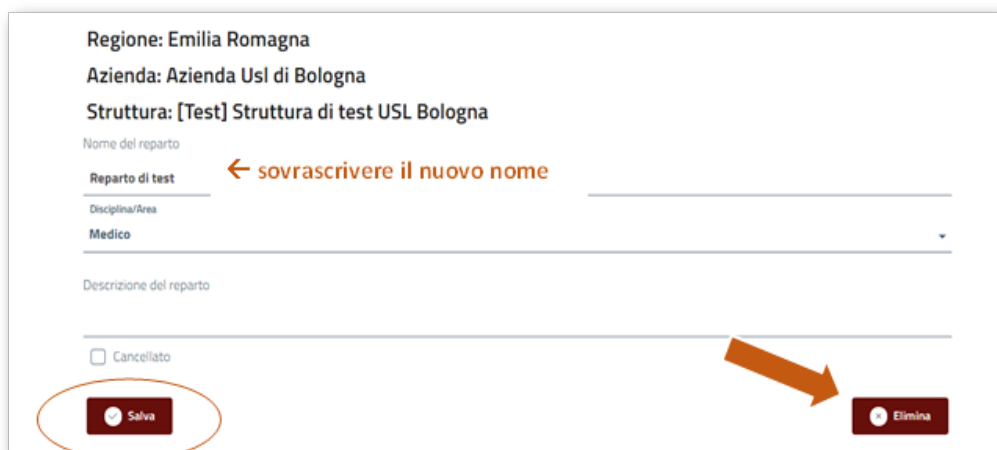 Regione: Emilia Romagna
Azienda: Azienda Usl di Bologna
Struttura: [Test] Struttura di test USL Bologna
Nome del reparto
Reparto di test ← sovrascrivere il nuovo nome
Disciplina/Area
Medico
Descrizione del reparto
Cancellato
Salva Elimina